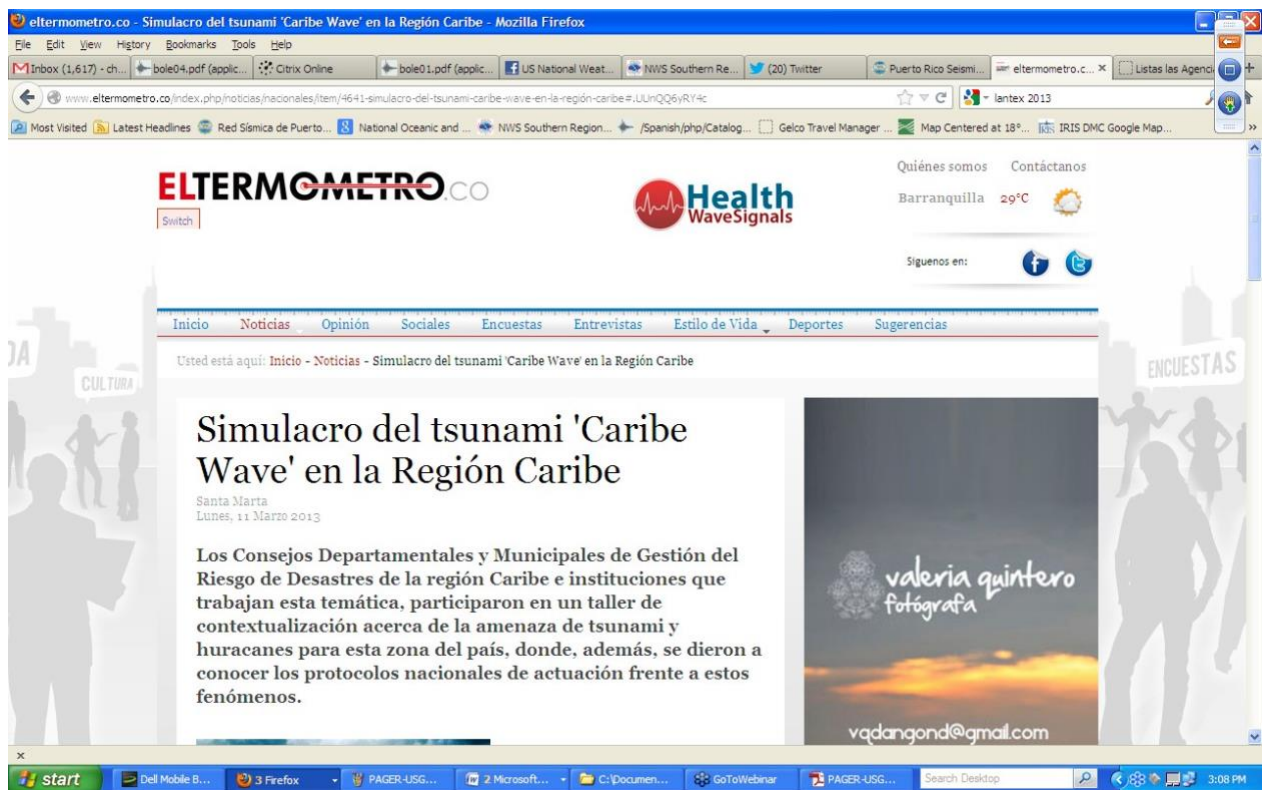 eltermometro.co - Simulacro del tsunami 'Caribe Wave' en la Región Caribe - Mozilla Firefox
File Edit View History Bookmarks Tools Help
Inbox (1,617) - ch... bole04.pdf (applic... Citrix Online bole01.pdf (applic... US National Weat... NWS Southern Re... (20) Twitter Puerto Rico Seismi... eltermometro.c... Listas las Agenci
www.eltermometro.co/index.php/noticias/nacionales/item/4641-simulacro-del-tsunami-caribe-wave-en-la-región-caribe#.UUnQQ6yRY4c lantex 2013
Most Visited Latest Headlines Red Sísmica de Puerto... National Oceanic and ... NWS Southern Region... /Spanish/php/Catalog... Gelco Travel Manager ... Map Centered at 18°... IRIS DMC Google Map...
Quiénes somos Contáctanos
ELTERMOMETRO.CO
Health
WaveSignals
Barranquilla 29°C
Switch
Siguenos en:
Inicio Noticias Opinión Sociales Encuestas Entrevistas Estilo de Vida Deportes Sugerencias
Usted está aquí: Inicio - Noticias - Simulacro del tsunami 'Caribe Wave' en la Región Caribe
DA
CULTURA
ENCUESTAS
Simulacro del tsunami 'Caribe
Wave' en la Región Caribe
Santa Marta
Lunes, 11 Marzo 2013
Los Consejos Departamentales y Municipales de Gestión del
Riesgo de Desastres de la región Caribe e instituciones que
trabajan esta temática, participaron en un taller de
contextualización acerca de la amenaza de tsunami y
huracanes para esta zona del país, donde, además, se dieron a
conocer los protocolos nacionales de actuación frente a estos
fenómenos.
valeria quintero
fotógrafa
vqdangond@gmail.com
start Dell Mobile B... 3 Firefox PAGER-USG... 2 Microsoft... C:\Documen... GoToWebinar PAGER-USG... Search Desktop 3:08 PM